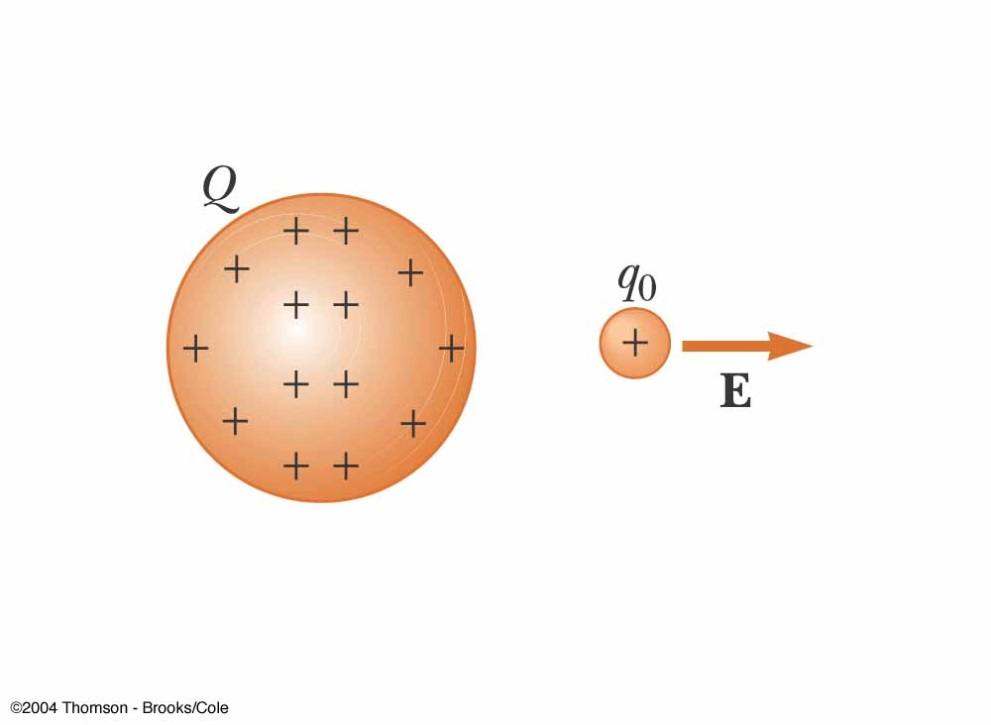 Q
+ +
+ +
+ +
+ +
+ +
+ +
+ +
q0
+
E
©2004 Thomson - Brooks/Cole